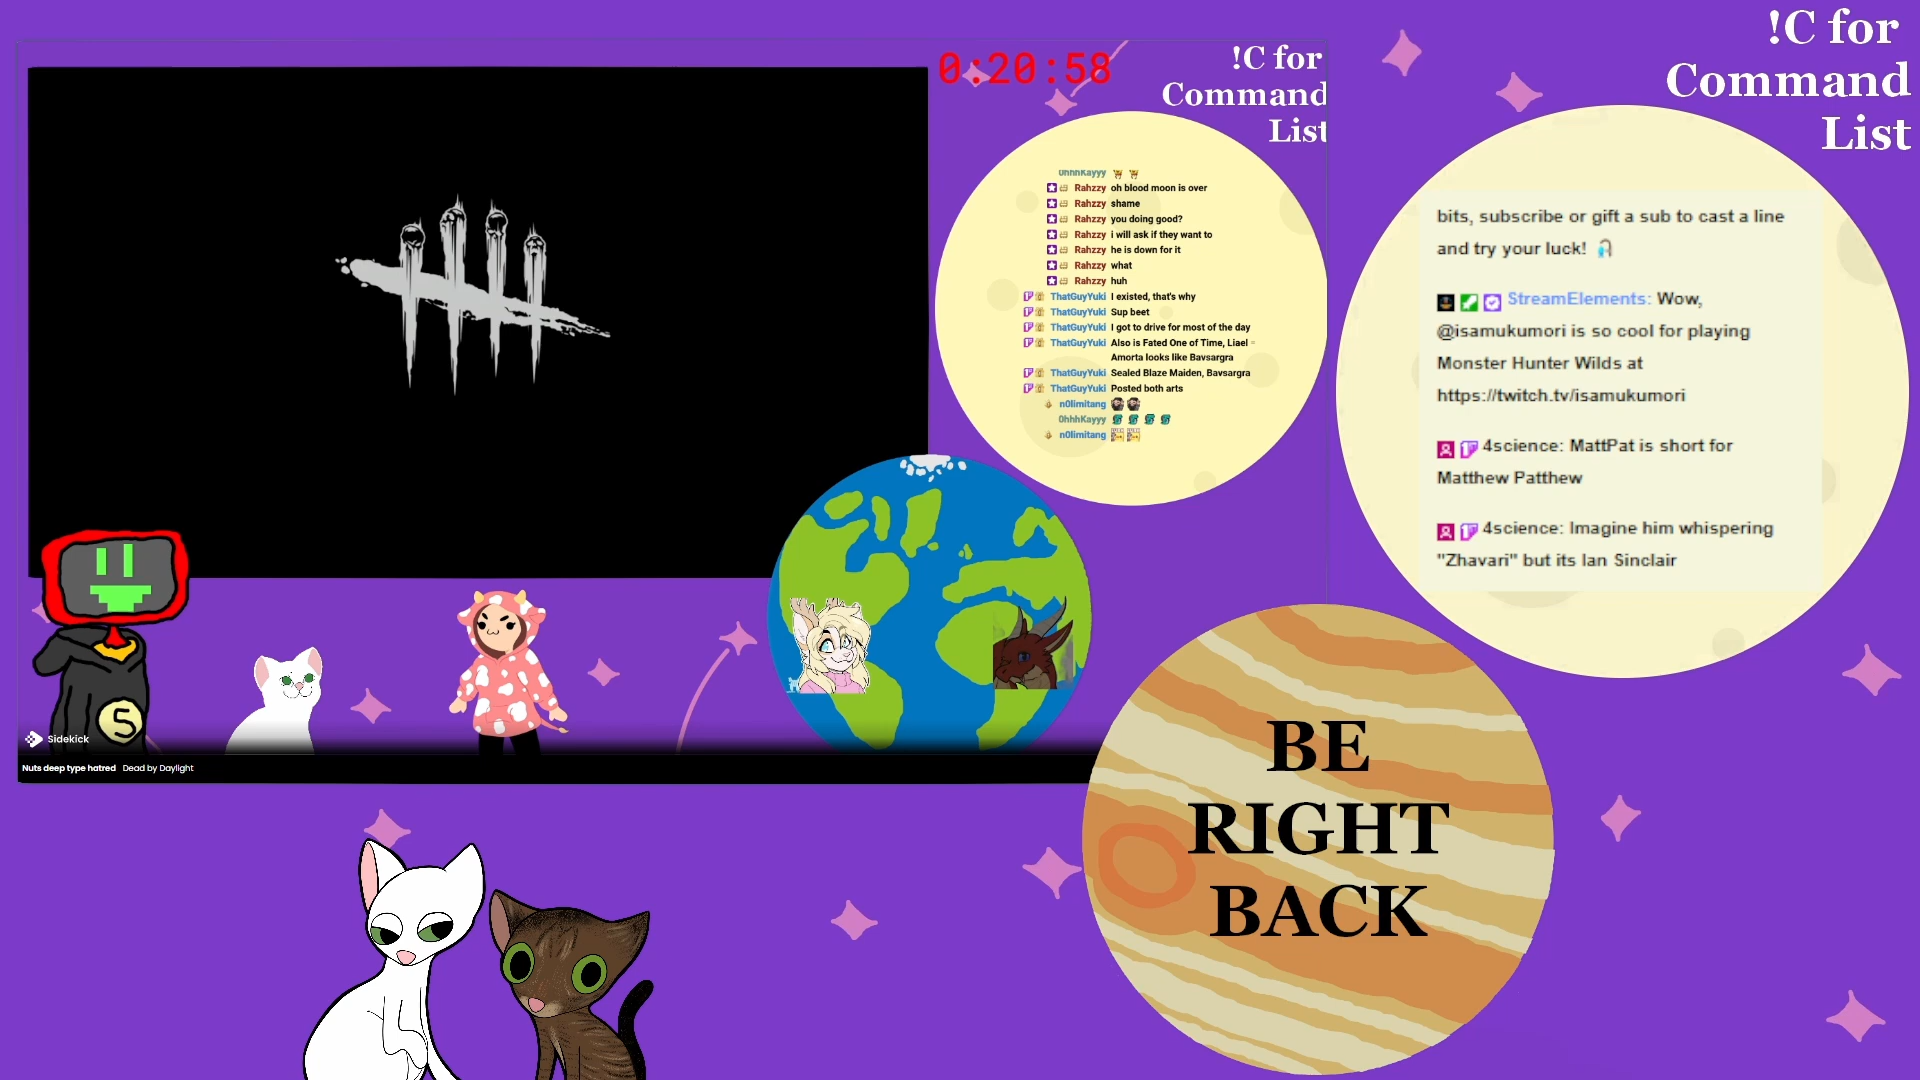 !C for
Command
List
0:20:58
!C for
Command
List
0hhhKayyy
Rahzzy oh blood moon is over
Rahzzy shame
Rahzzy you doing good?
Rahzzy i will ask if they want to
Rahzzy he is down for it
Rahzzy what
Rahzzy huh
ThatGuyYuki I existed, that's why
ThatGuyYuki Sup beet
ThatGuyYuki I got to drive for most of the day
ThatGuyYuki Also is Fated One of Time, Liael =
Amorta looks like Bavsargra
ThatGuyYuki Sealed Blaze Maiden, Bavsargra
ThatGuyYuki Posted both arts
n0limitang
0hhhKayyy
n0limitang
bits, subscribe or gift a sub to cast a line
and try your luck!
StreamElements: Wow,
@isamukumori is so cool for playing
Monster Hunter Wilds at
https://twitch.tv/isamukumori
4science: MattPat is short for
Matthew Patthew
4science: Imagine him whispering
"Zhavari" but its Ian Sinclair
S
Sidekick
Nuts deep type hatred Dead by Daylight
BE
RIGHT
BACK